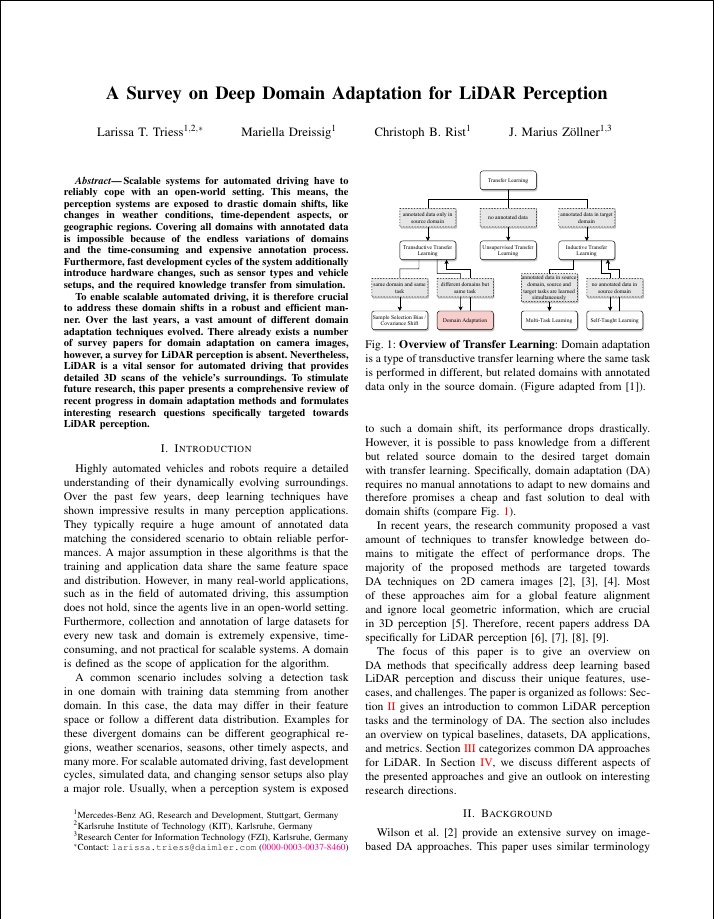 A Survey on Deep Domain Adaptation for LiDAR Perception
Larissa T. Triess1,2,∗ Mariella Dreissig1 Christoph B. Rist1 J. Marius Zöllner1,3
Abstract—Scalable systems for automated driving have to
reliably cope with an open-world setting. This means, the
perception systems are exposed to drastic domain shifts, like
changes in weather conditions, time-dependent aspects, or
geographic regions. Covering all domains with annotated data
is impossible because of the endless variations of domains
and the time-consuming and expensive annotation process.
Furthermore, fast development cycles of the system additionally
introduce hardware changes, such as sensor types and vehicle
setups, and the required knowledge transfer from simulation.
To enable scalable automated driving, it is therefore crucial
to address these domain shifts in a robust and efficient man-
ner. Over the last years, a vast amount of different domain
adaptation techniques evolved. There already exists a number
of survey papers for domain adaptation on camera images,
however, a survey for LiDAR perception is absent. Nevertheless,
LiDAR is a vital sensor for automated driving that provides
detailed 3D scans of the vehicle's surroundings. To stimulate
future research, this paper presents a comprehensive review of
recent progress in domain adaptation methods and formulates
interesting research questions specifically targeted towards
LiDAR perception.
I. INTRODUCTION
Highly automated vehicles and robots require a detailed
understanding of their dynamically evolving surroundings.
Over the past few years, deep learning techniques have
shown impressive results in many perception applications.
They typically require a huge amount of annotated data
matching the considered scenario to obtain reliable perfor-
mances. A major assumption in these algorithms is that the
training and application data share the same feature space
and distribution. However, in many real-world applications,
such as in the field of automated driving, this assumption
does not hold, since the agents live in an open-world setting.
Furthermore, collection and annotation of large datasets for
every new task and domain is extremely expensive, time-
consuming, and not practical for scalable systems. A domain
is defined as the scope of application for the algorithm.
A common scenario includes solving a detection task
in one domain with training data stemming from another
domain. In this case, the data may differ in their feature
space or follow a different data distribution. Examples for
these divergent domains can be different geographical re-
gions, weather scenarios, seasons, other timely aspects, and
many more. For scalable automated driving, fast development
cycles, simulated data, and changing sensor setups also play
a major role. Usually, when a perception system is exposed
1Mercedes-Benz AG, Research and Development, Stuttgart, Germany
2Karlsruhe Institute of Technology (KIT), Karlsruhe, Germany
3Research Center for Information Technology (FZI), Karlsruhe, Germany
∗Contact: larissa.triess@daimler.com (0000-0003-0037-8460)
Transfer Learning
annotated data only in
source domain
no annotated data
annotated data in target
domain
Transductive Transfer
Learning
Unsupervised Transfer
Learning
Inductive Transfer
Learning
same domain and same
task
different domains but
same task
annotated data in source
domain, source and
target tasks are learned
simultaneously
no annotated data in
source domain
Sample Selection Bias /
Covariance Shift
Domain Adaptation
Multi-Task Learning
Self-Taught Learning
Fig. 1: Overview of Transfer Learning: Domain adaptation
is a type of transductive transfer learning where the same task
is performed in different, but related domains with annotated
data only in the source domain. (Figure adapted from [1]).
to such a domain shift, its performance drops drastically.
However, it is possible to pass knowledge from a different
but related source domain to the desired target domain
with transfer learning. Specifically, domain adaptation (DA)
requires no manual annotations to adapt to new domains and
therefore promises a cheap and fast solution to deal with
domain shifts (compare Fig. 1).
In recent years, the research community proposed a vast
amount of techniques to transfer knowledge between do-
mains to mitigate the effect of performance drops. The
majority of the proposed methods are targeted towards
DA techniques on 2D camera images [2], [3], [4]. Most
of these approaches aim for a global feature alignment
and ignore local geometric information, which are crucial
in 3D perception [5]. Therefore, recent papers address DA
specifically for LiDAR perception [6], [7], [8], [9].
The focus of this paper is to give an overview on
DA methods that specifically address deep learning based
LiDAR perception and discuss their unique features, use-
cases, and challenges. The paper is organized as follows: Sec-
tion II gives an introduction to common LiDAR perception
tasks and the terminology of DA. The section also includes
an overview on typical baselines, datasets, DA applications,
and metrics. Section III categorizes common DA approaches
for LiDAR. In Section IV, we discuss different aspects of
the presented approaches and give an outlook on interesting
research directions.
II. BACKGROUND
Wilson et al. [2] provide an extensive survey on image-
based DA approaches. This paper uses similar terminology